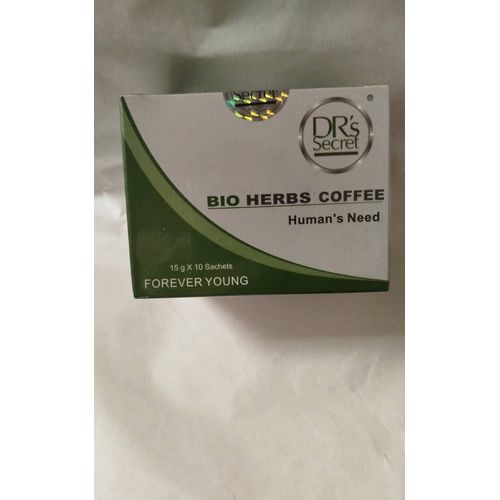 Secret
DR's
Secret
®
BIO HERBS COFFEE
Human's Need
15 g X 10 Sachets
FOREVER YOUNG